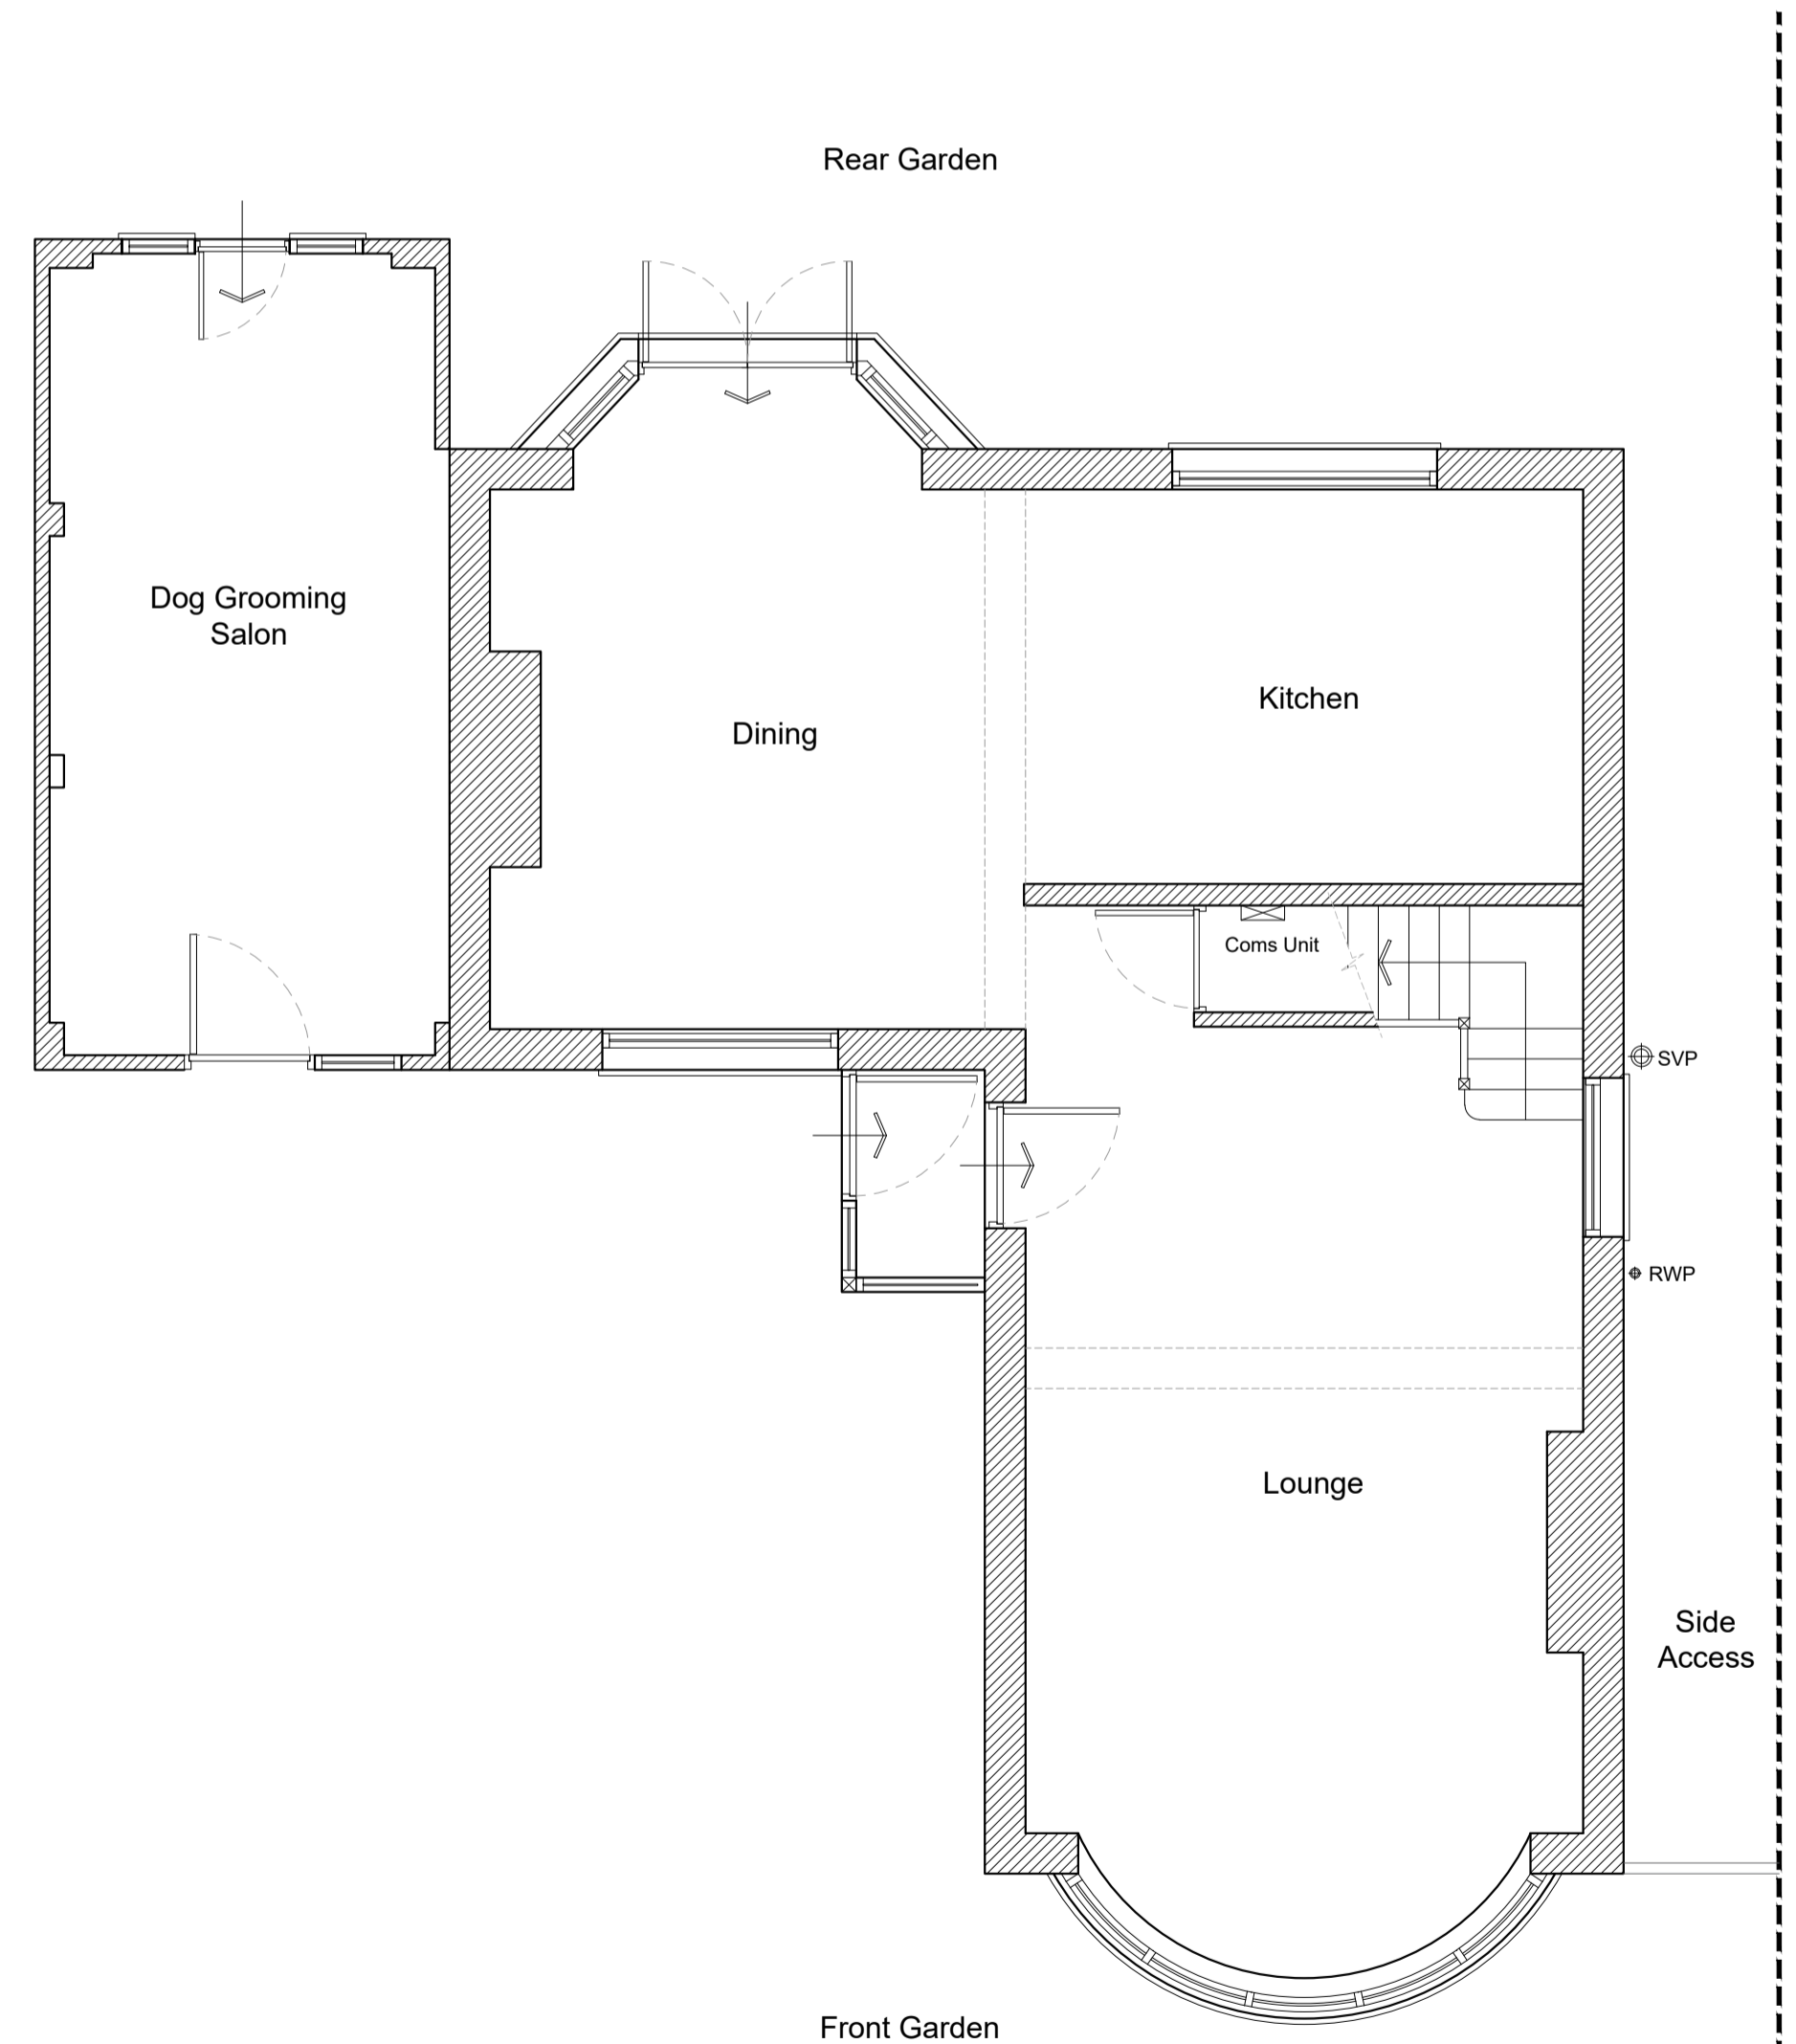 Rear Garden
Dog Grooming
Salon
Kitchen
Dining
Coms Unit
SVP
RWP
Lounge
Side
Access
Front Garden